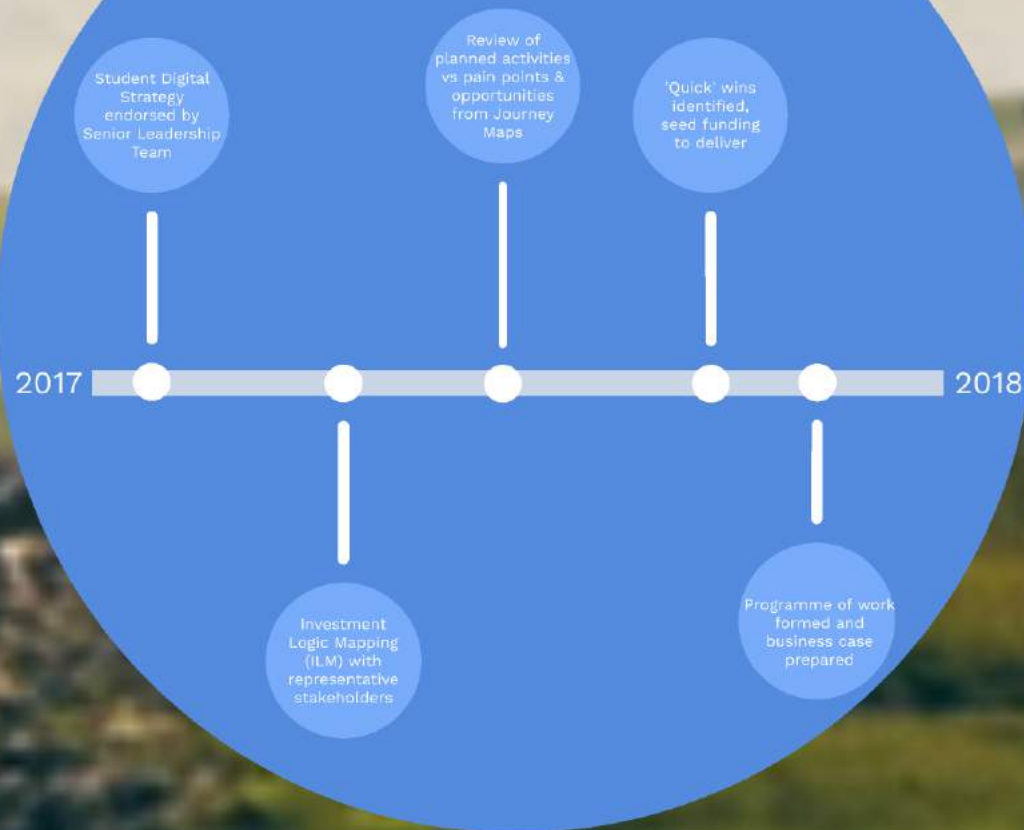 Student Digital
Strategy
endorsed by
Senior Leadership
Team
Review of
planned activities
vs pain points &
opportunities
from Journey
Maps
'Quick' wins
identified,
seed funding
to deliver
2017
2018
Investment
Logic Mapping
(ILM) with
representative
stakeholders
Programme of work
formed and
business case
prepared